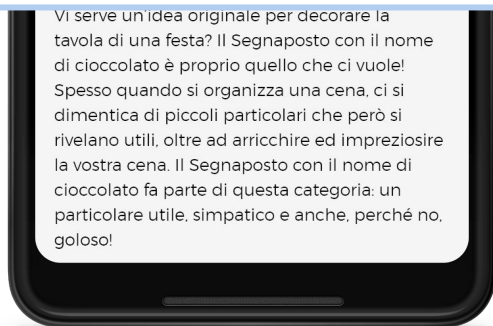 Vi serve un'idea originale per decorare la
tavola di una festa? Il Segnaposto con il nome
di cioccolato è proprio quello che ci vuole!
Spesso quando si organizza una cena, ci si
dimentica di piccoli particolari che però si
rivelano utili, oltre ad arricchire ed impreziosire
la vostra cena. Il Segnaposto con il nome di
cioccolato fa parte di questa categoria: un
particolare utile, simpatico e anche, perché no,
goloso!